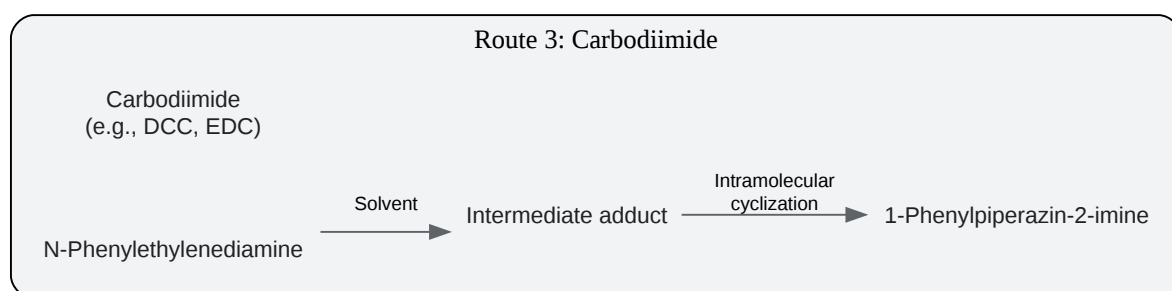 Route 3: Carbodiimide
Carbodiimide
(e.g., DCC, EDC)
N-Phenylethylenediamine
Solvent
Intermediate adduct
Intramolecular
cyclization
1-Phenylpiperazin-2-imine